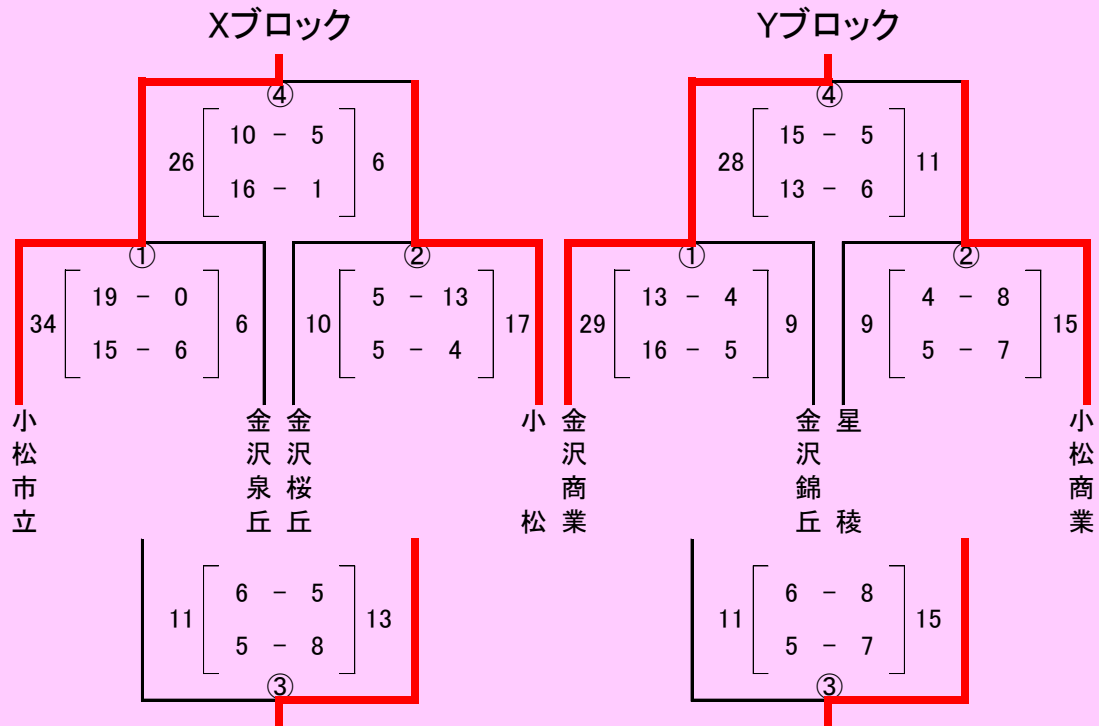 Xブロック Yブロック
④ ④
10 - 5 15 - 5
26 6 28 11
16 - 1 13 - 6
① ② ① ②
19 - 0 5 - 13 13 - 4 4 - 8
34 6 10 17 29 9 9 15
15 - 6 5 - 4 16 - 5 5 - 7
小松市立
金沢泉丘
金沢桜丘
小松
金沢商業
金沢錦丘
星稜
小松商業
6 - 5 6 - 8
11 13 11 15
5 - 8 5 - 7
③ ③